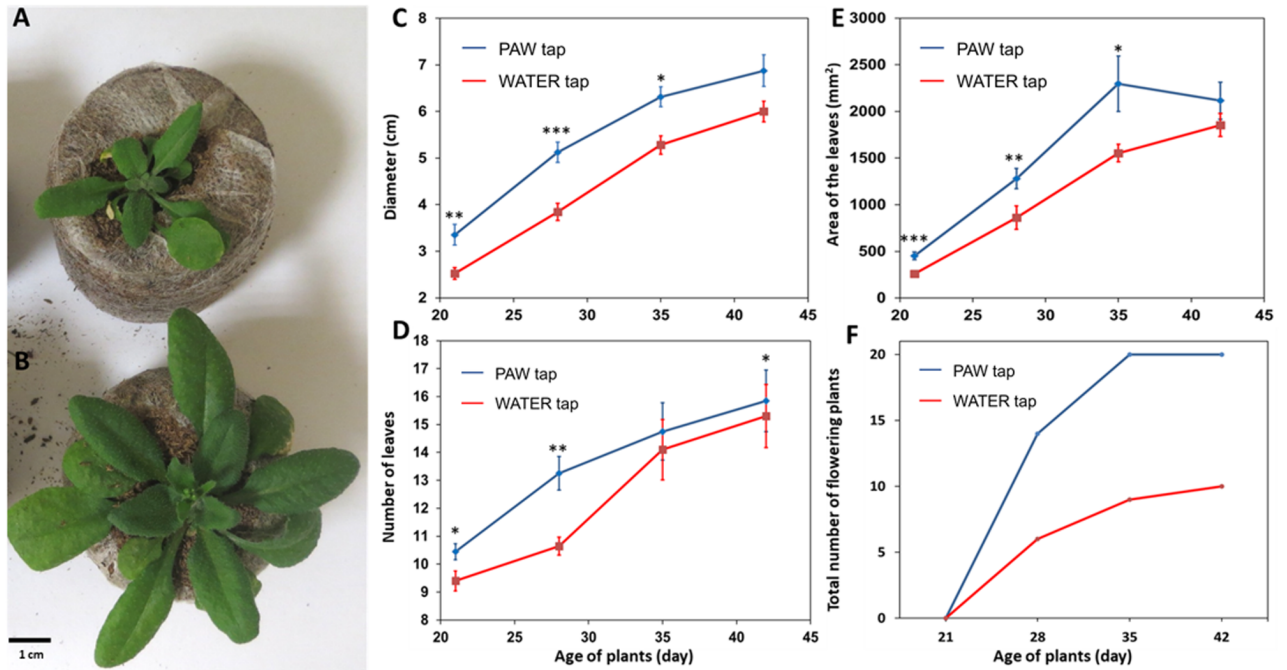 A
B
1 cm
C
8
7
6
5
4
3
2
Diameter (cm)
PAW tap
WATER tap
**
***
*
20 25 30 35 40 45
D
18
17
16
15
14
13
12
11
10
9
8
Number of leaves
PAW tap
WATER tap
*
**
*
20 25 30 35 40 45
Age of plants (day)
E
3000
2500
2000
1500
1000
500
0
Area of the leaves (mm²)
PAW tap
WATER tap
***
**
*
20 25 30 35 40 45
F
20
15
10
5
0
Total number of flowering plants
PAW tap
WATER tap
21 28 35 42
Age of plants (day)